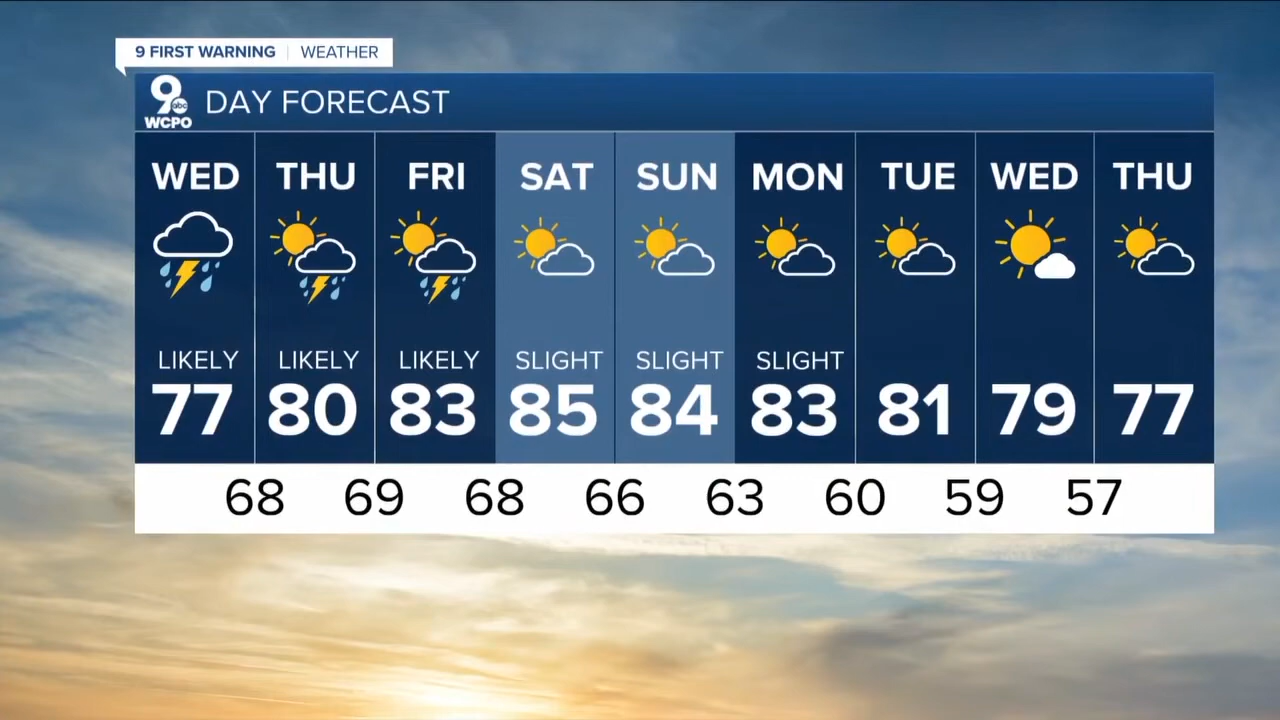 9 FIRST WARNING | WEATHER
9 abc WCPO DAY FORECAST
WED THU FRI SAT SUN MON TUE WED THU
LIKELY LIKELY LIKELY SLIGHT SLIGHT SLIGHT
77 80 83 85 84 83 81 79 77
68 69 68 66 63 60 59 57